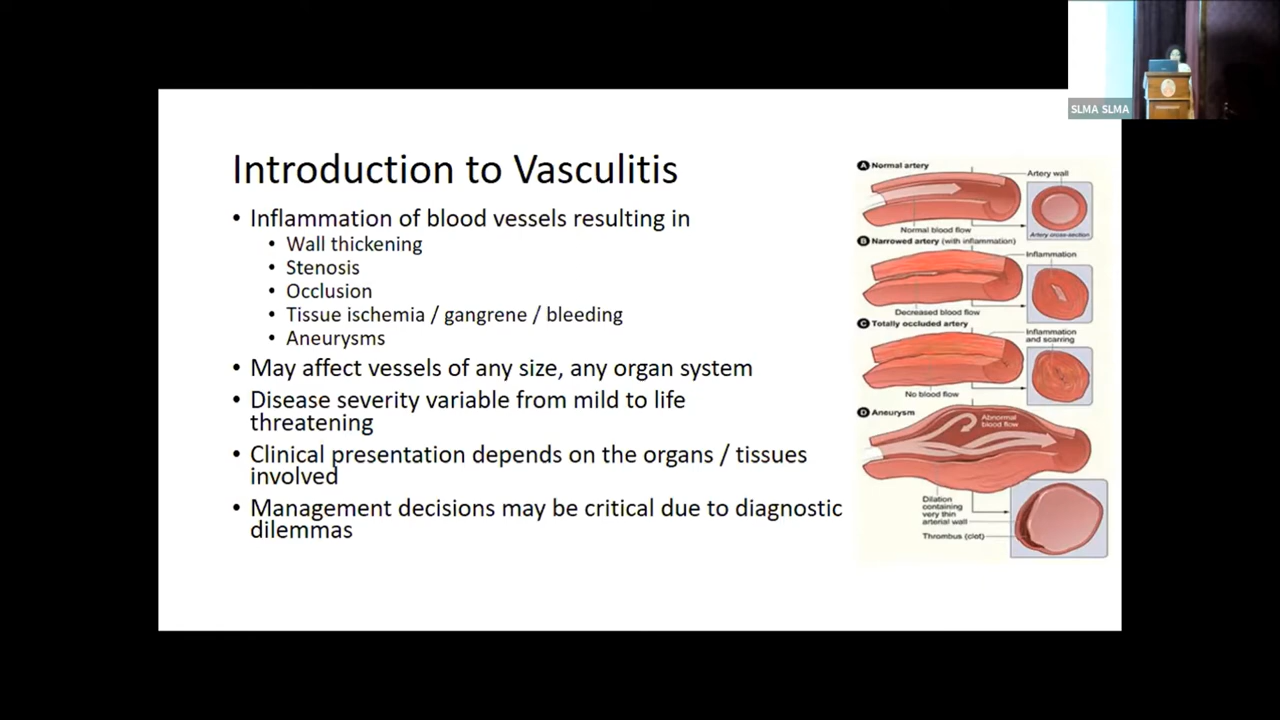 SLMA SLMA
Introduction to Vasculitis
• Inflammation of blood vessels resulting in
• Wall thickening
• Stenosis
• Occlusion
• Tissue ischemia / gangrene / bleeding
• Aneurysms
• May affect vessels of any size, any organ system
• Disease severity variable from mild to life
threatening
• Clinical presentation depends on the organs / tissues
involved
• Management decisions may be critical due to diagnostic
dilemmas
A Normal artery
Artery wall
Normal blood flow
Artery cross-section
B Narrowed artery (with inflammation)
Inflammation
Decreased blood flow
C Totally occluded artery
Inflammation
and scarring
No blood flow
D Aneurysm
Abnormal
blood flow
Dilation
containing
very thin
arterial wall
Thrombus (clot)